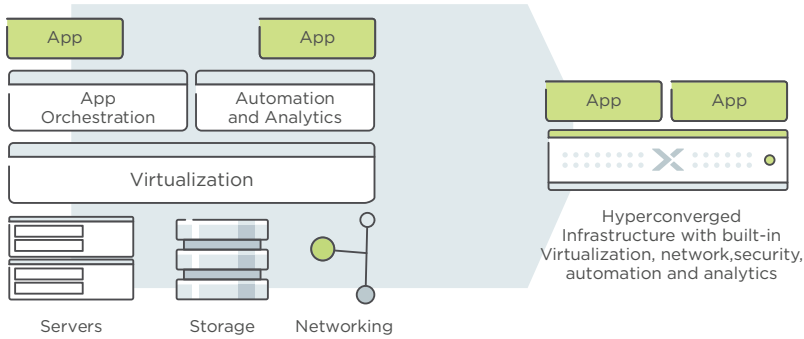 App
App
App
Orchestration
Automation
and Analytics
Virtualization
Servers
Storage
Networking
App
App
Hyperconverged
Infrastructure with built-in
Virtualization, network,security,
automation and analytics